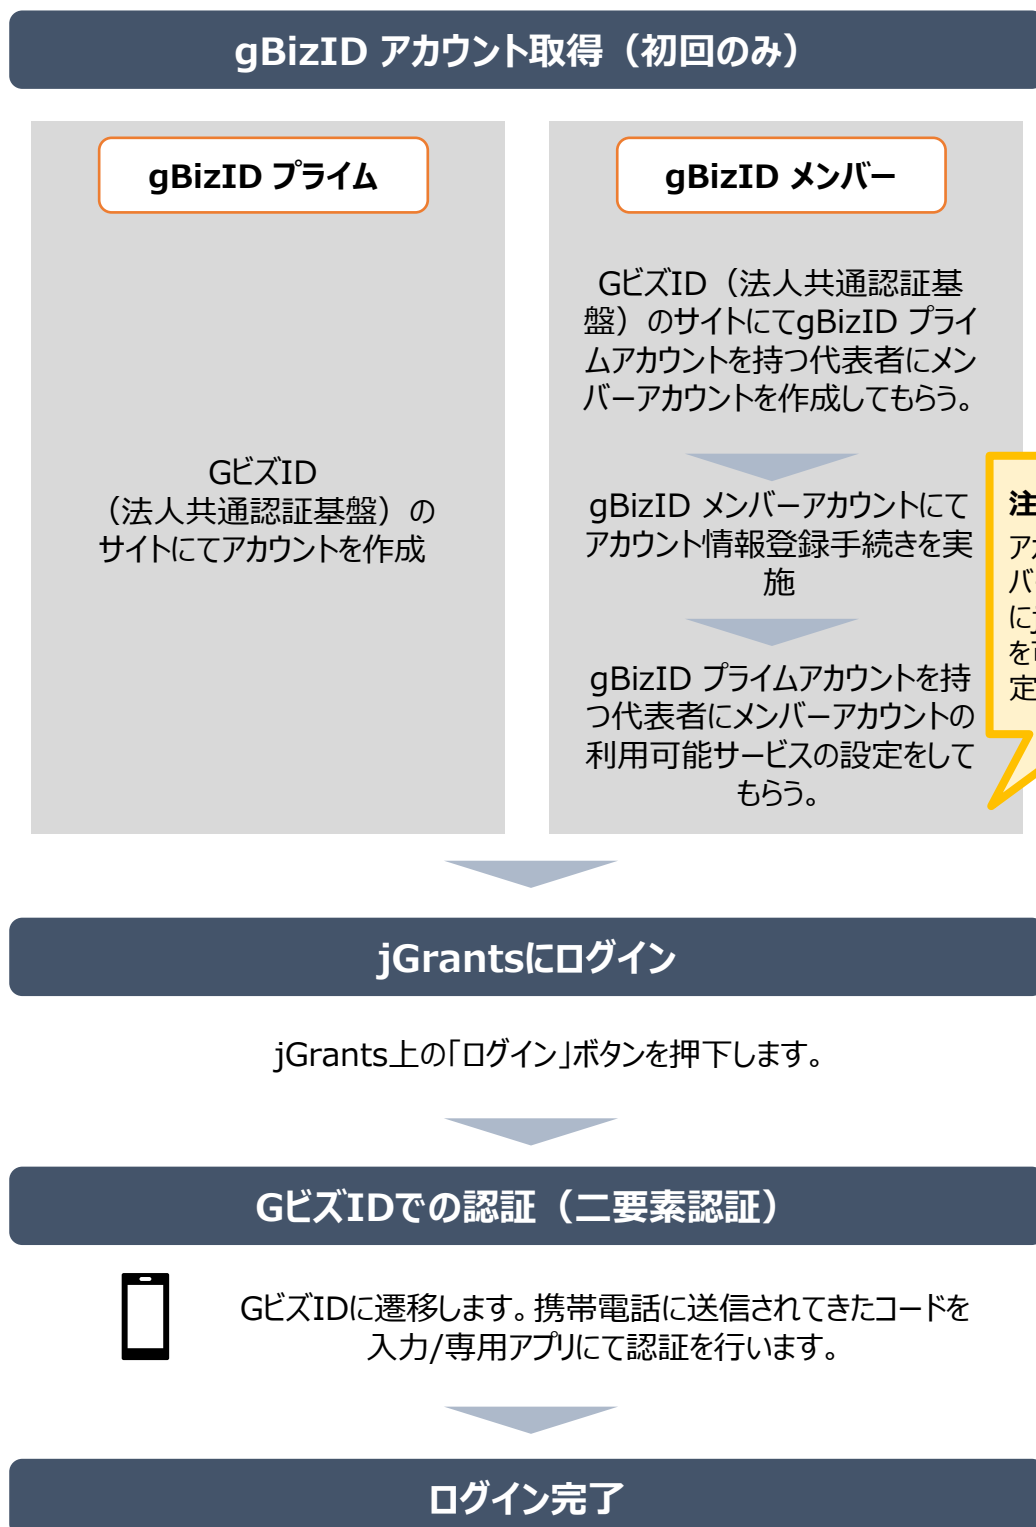 gBizID アカウント取得（初回のみ）
gBizID プライム
GビズID
（法人共通認証基盤）の
サイトにてアカウントを作成
gBizID メンバー
GビズID（法人共通認証基
盤）のサイトにてgBizID プライ
ムアカウントを持つ代表者にメン
バーアカウントを作成してもらう。
gBizID メンバーアカウントにて
アカウント情報登録手続きを実
施
gBizID プライムアカウントを持
つ代表者にメンバーアカウントの
利用可能サービスの設定をして
もらう。
注
アカ
バ
に
を
定
jGrantsにログイン
jGrants上の「ログイン」ボタンを押下します。
GビズIDでの認証（二要素認証）
GビズIDに遷移します。携帯電話に送信されてきたコードを
入力/専用アプリにて認証を行います。
ログイン完了